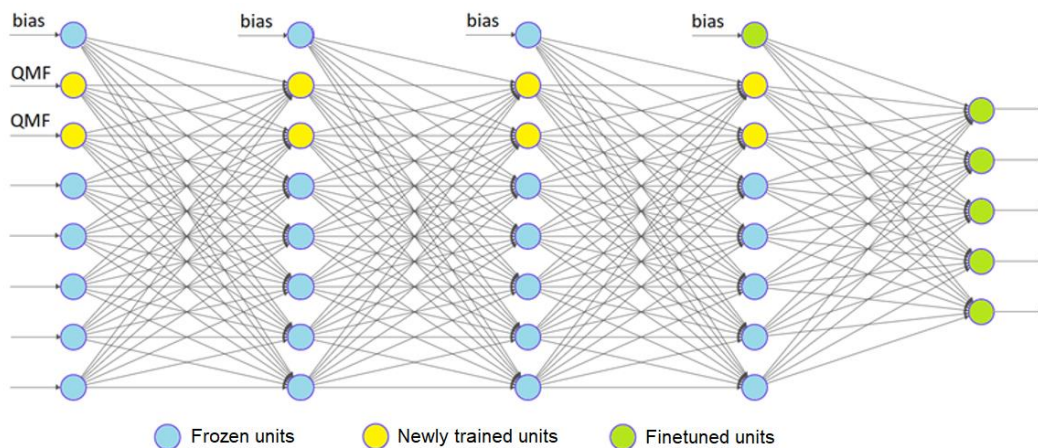 bias
bias
bias
bias
QMF
QMF
Frozen units
Newly trained units
Finetuned units